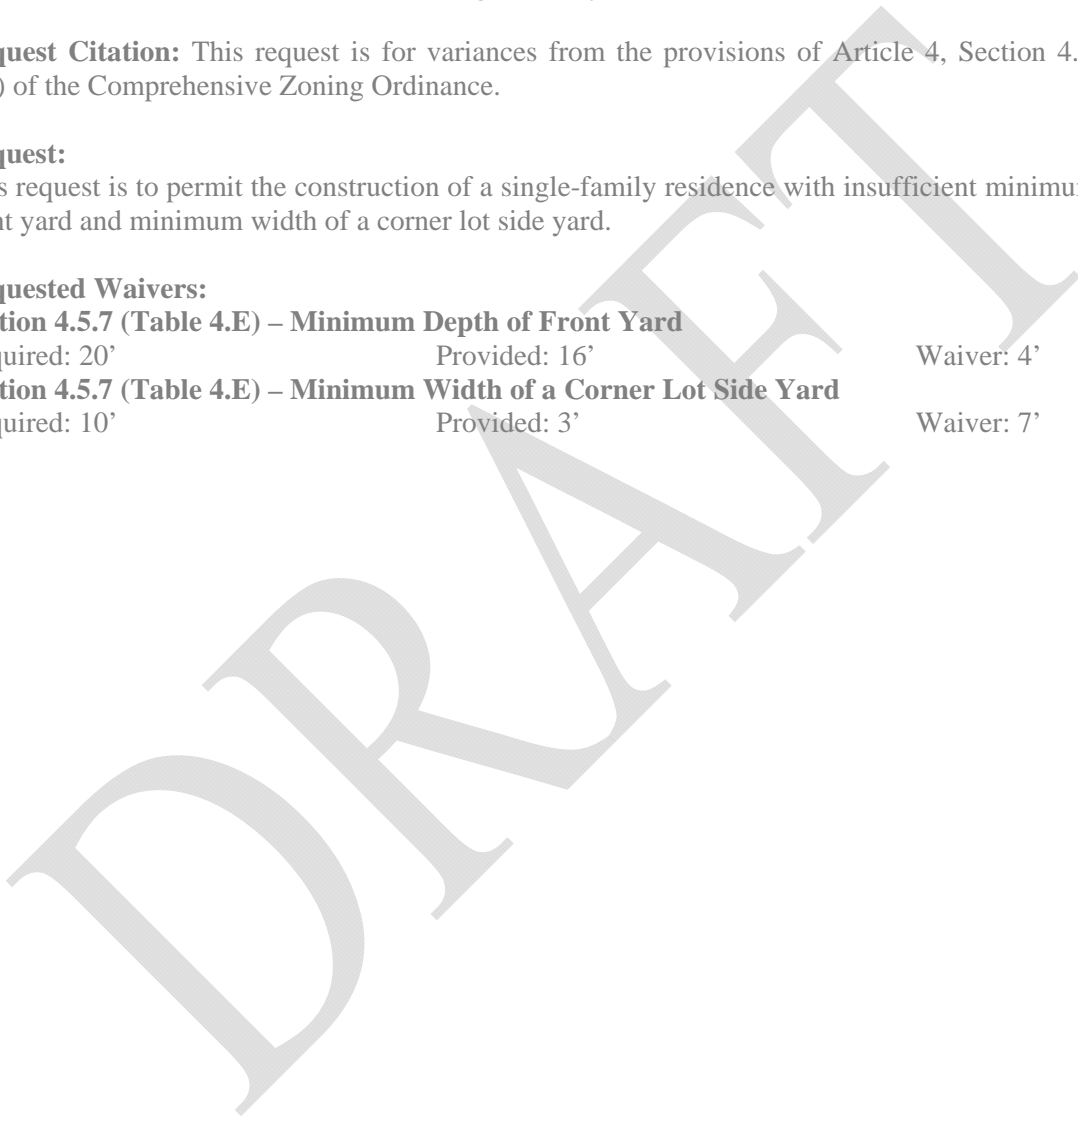 quest Citation: This request is for variances from the provisions of Article 4, Section 4.
) of the Comprehensive Zoning Ordinance.
quest:
s request is to permit the construction of a single-family residence with insufficient minimu
nt yard and minimum width of a corner lot side yard.
quested Waivers:
tion 4.5.7 (Table 4.E) – Minimum Depth of Front Yard
quired: 20’ Provided: 16’ Waiver: 4’
tion 4.5.7 (Table 4.E) – Minimum Width of a Corner Lot Side Yard
quired: 10’ Provided: 3’ Waiver: 7’
DRAFT